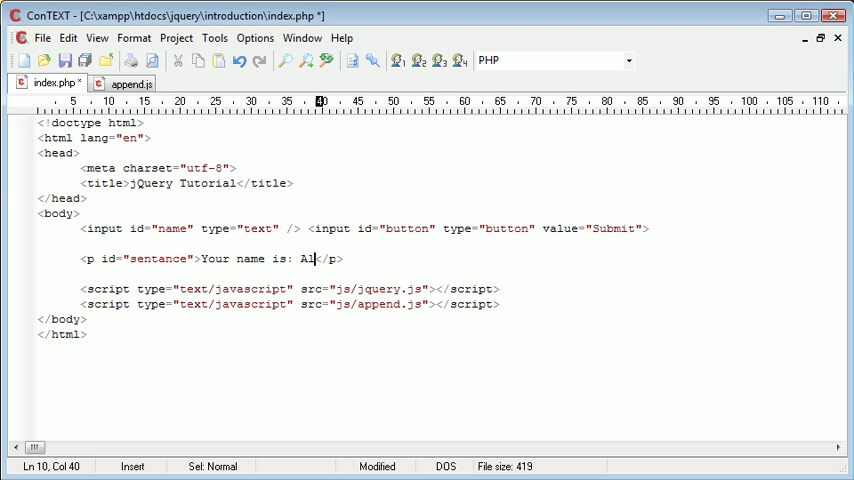 ConTEXT - [C:\xampp\htdocs\jquery\introduction\index.php *]
File Edit View Format Project Tools Options Window Help
1 2 3 4 PHP
index.php * append.js
5 10 15 20 25 30 35 40 45 50 55 60 65 70 75 80 85 90 95 100 105 110
<!doctype html>
<html lang="en">
<head>
<meta charset="utf-8">
<title>jQuery Tutorial</title>
</head>
<body>
<input id="name" type="text" /> <input id="button" type="button" value="Submit">
<p id="sentance">Your name is: Al</p>
<script type="text/javascript" src="js/jquery.js"></script>
<script type="text/javascript" src="js/append.js"></script>
</body>
</html>
Ln 10, Col 40 Insert Sel: Normal Modified DOS File size: 419